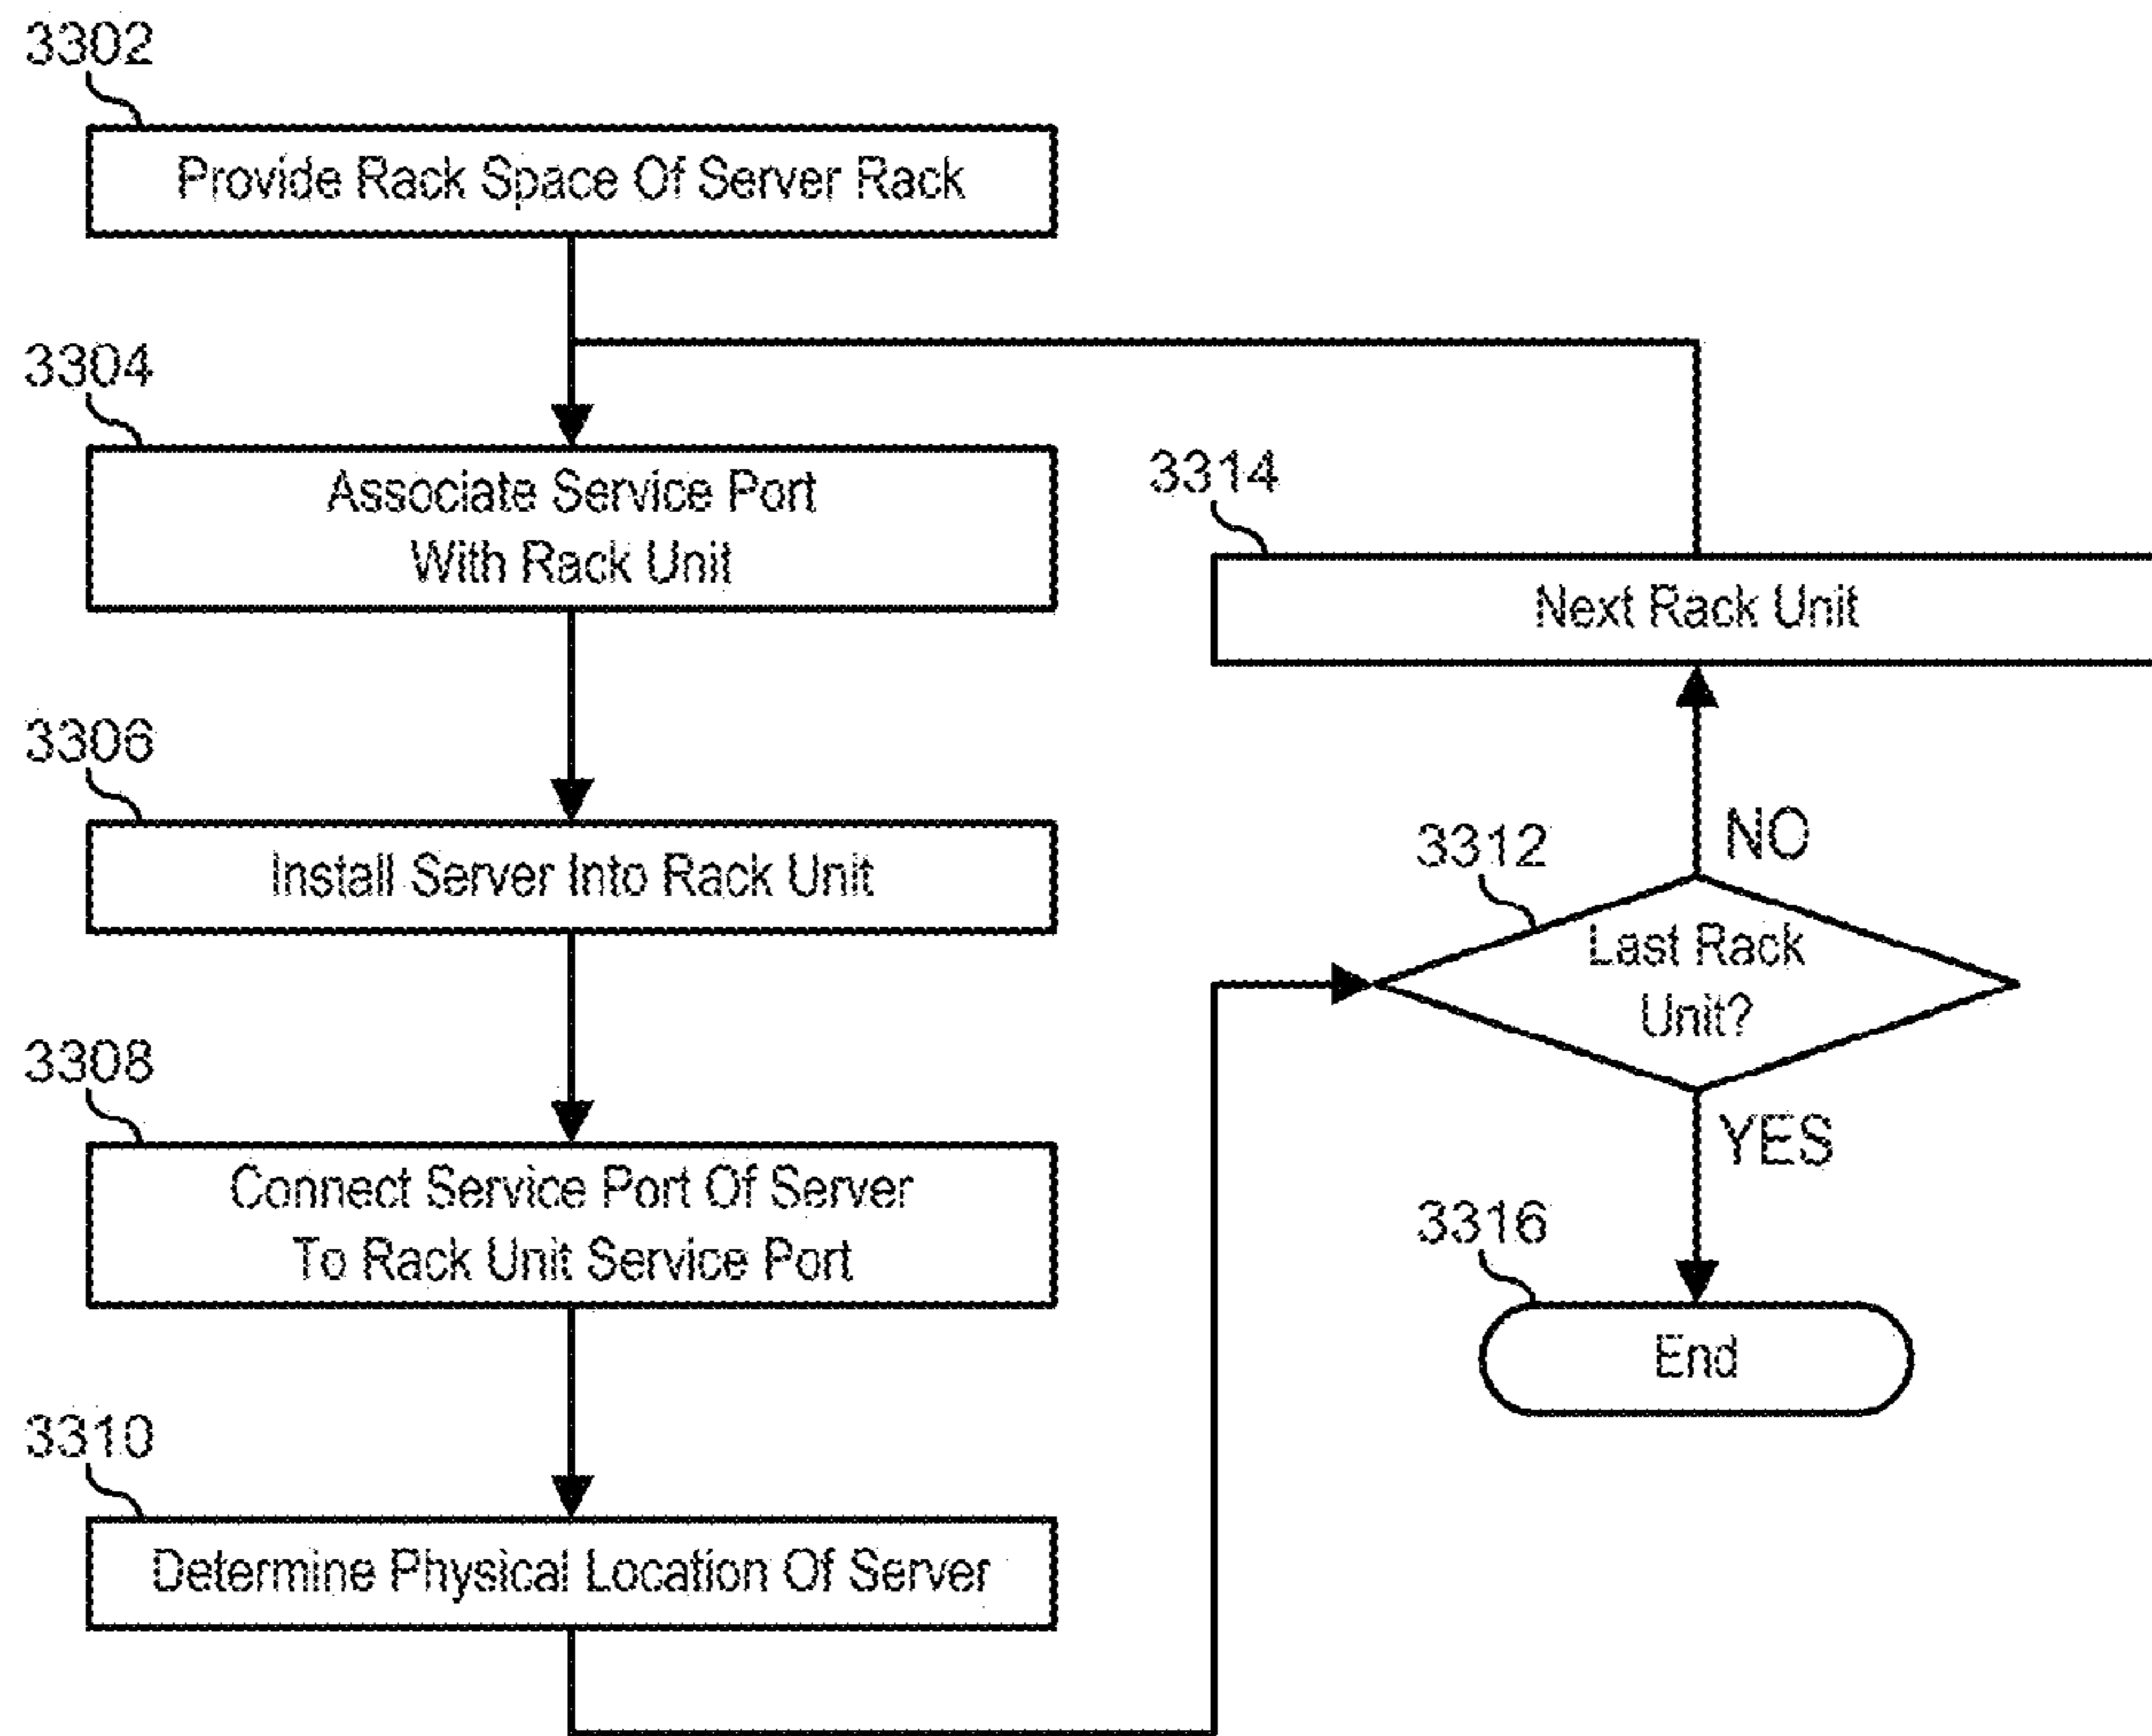 3302
Provide Rack Space Of Server Rack
3304
Associate Service Port
With Rack Unit
3306
Install Server Into Rack Unit
3308
Connect Service Port Of Server
To Rack Unit Service Port
3310
Determine Physical Location Of Server
3314
Next Rack Unit
NO
3312
Last Rack
Unit?
YES
3316
End